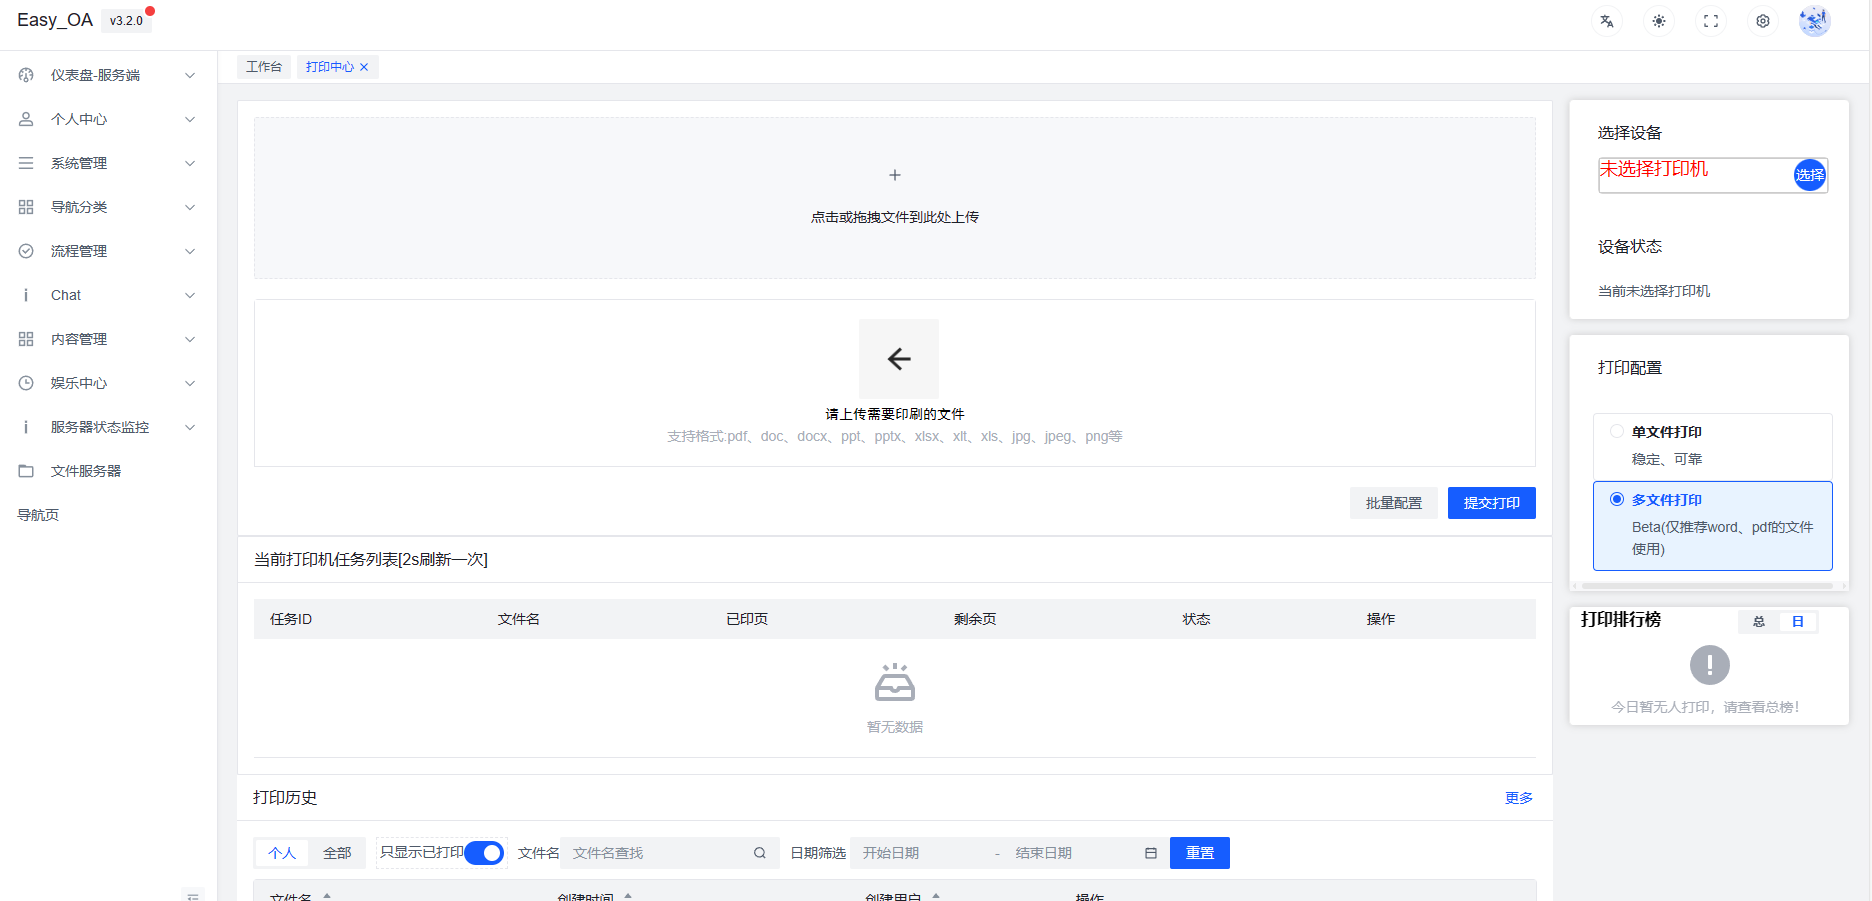 Easy_OA v3.2.0
仪表盘-服务端
个人中心
系统管理
导航分类
流程管理
Chat
内容管理
娱乐中心
服务器状态监控
文件服务器
导航页
工作台 打印中心
点击或拖拽文件到此处上传
请上传需要印刷的文件
支持格式:pdf、doc、docx、ppt、pptx、xlsx、xlt、xls、jpg、jpeg、png等
批量配置 提交打印
当前打印机任务列表[2s刷新一次]
任务ID 文件名 已印页 剩余页 状态 操作
暂无数据
打印历史 更多
个人 全部 只显示已打印 文件名 文件名查找 日期筛选 开始日期 - 结束日期 重置
文件名 创建时间 创建用户 操作
选择设备
未选择打印机 选择
设备状态
当前未选择打印机
打印配置
单文件打印
稳定、可靠
多文件打印
Beta(仅推荐word、pdf的文件
使用)
打印排行榜 总 日
今日暂无人打印，请查看总榜！